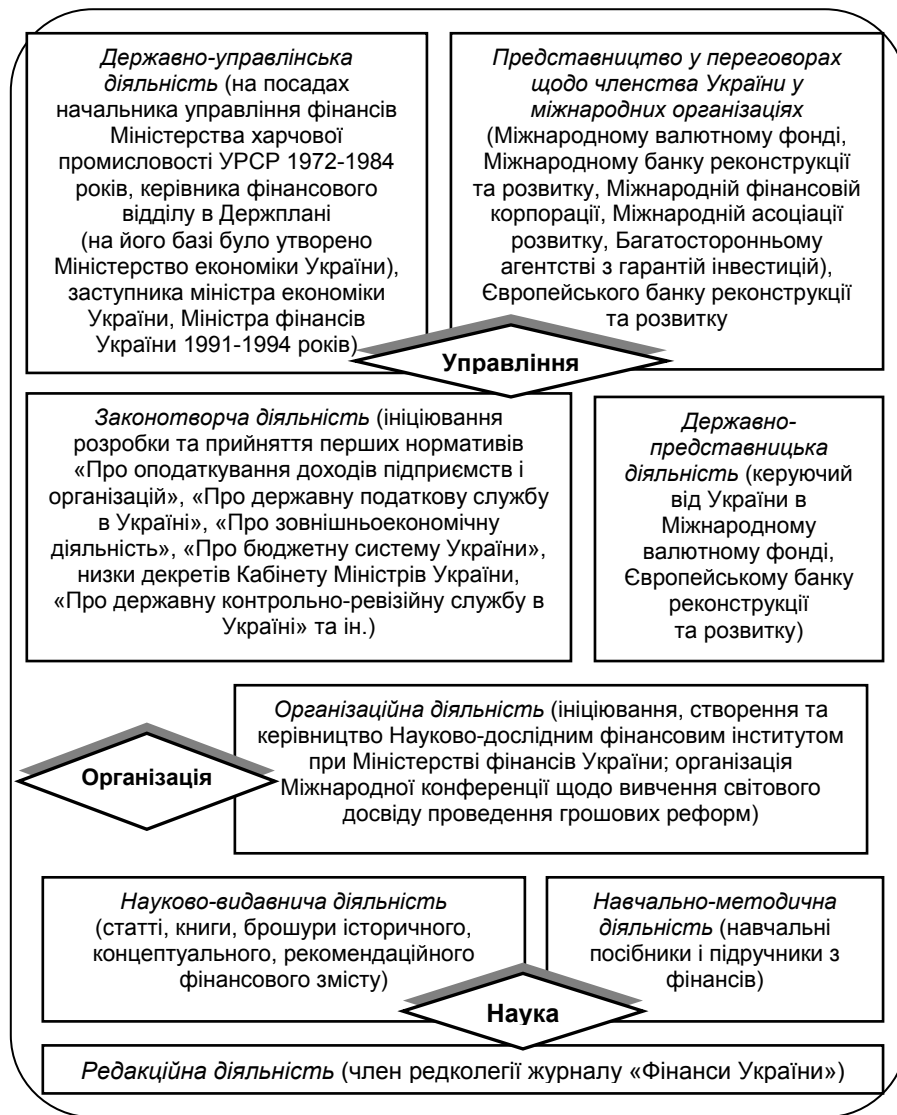 Державно-управлінська
діяльність (на посадах
начальника управління фінансів
Міністерства харчової
промисловості УРСР 1972-1984
років, керівника фінансового
відділу в Держплані
(на його базі було утворено
Міністерство економіки України),
заступника міністра економіки
України, Міністра фінансів
України 1991-1994 років)
Представництво у переговорах
щодо членства України у
міжнародних організаціях
(Міжнародному валютному фонді,
Міжнародному банку реконструкції
та розвитку, Міжнародній фінансовій
корпорації, Міжнародній асоціації
розвитку, Багатосторонньому
агентстві з гарантій інвестицій),
Європейського банку реконструкції
та розвитку
Управління
Законотворча діяльність (ініціювання
розробки та прийняття перших нормативів
«Про оподаткування доходів підприємств і
організацій», «Про державну податкову службу
в Україні», «Про зовнішньоекономічну
діяльність», «Про бюджетну систему України»,
низки декретів Кабінету Міністрів України,
«Про державну контрольно-ревізійну службу в
Україні» та ін.)
Державно-
представницька
діяльність (керуючий
від України в
Міжнародному
валютному фонді,
Європейському банку
реконструкції
та розвитку)
Організація
Організаційна діяльність (ініціювання, створення та
керівництво Науково-дослідним фінансовим інститутом
при Міністерстві фінансів України; організація
Міжнародної конференції щодо вивчення світового
досвіду проведення грошових реформ)
Науково-видавнича діяльність
(статті, книги, брошури історичного,
концептуального, рекомендаційного
фінансового змісту)
Навчально-методична
діяльність (навчальні
посібники і підручники з
фінансів)
Наука
Редакційна діяльність (член редколегії журналу «Фінанси України»)